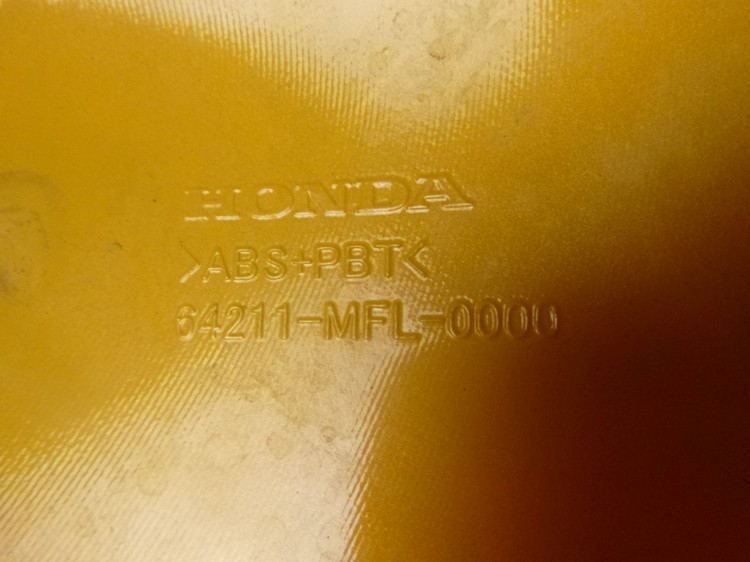 HONDA
>ABS+PBT<
64211-MFL-0000